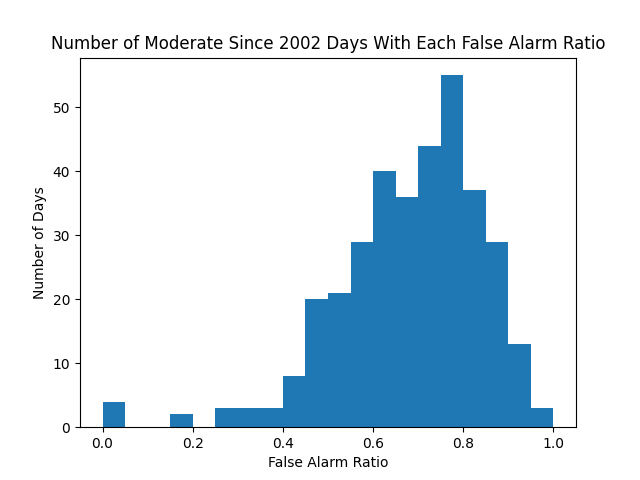 Number of Moderate Since 2002 Days With Each False Alarm Ratio
Number of Days
50
40
30
20
10
0
0.0 0.2 0.4 0.6 0.8 1.0
False Alarm Ratio